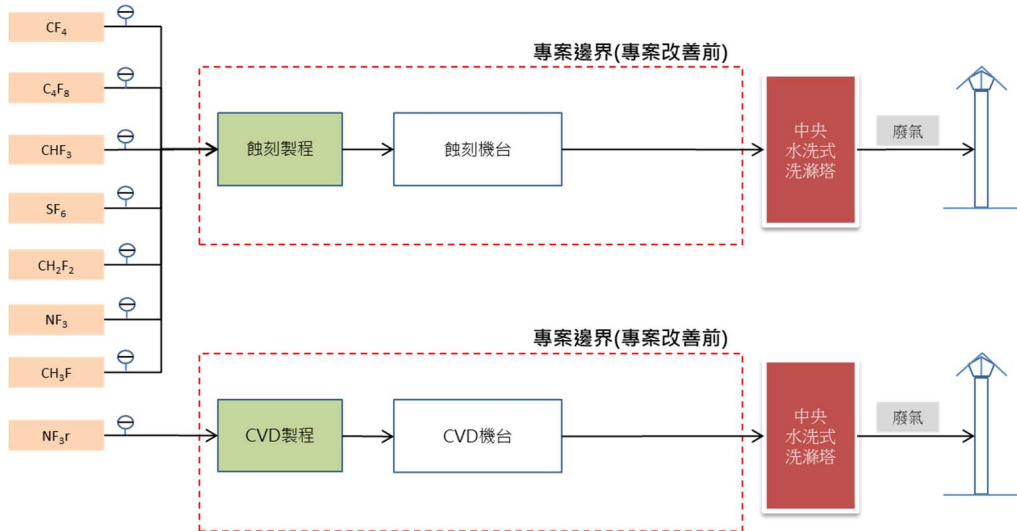 CF₄
C₄F₈
CHF₃
SF₆
CH₂F₂
NF₃
CH₃F
NF₃r
專案邊界(專案改善前)
蝕刻製程
蝕刻機台
中央
水洗式
洗滌塔
廢氣
專案邊界(專案改善前)
CVD製程
CVD機台
中央
水洗式
洗滌塔
廢氣